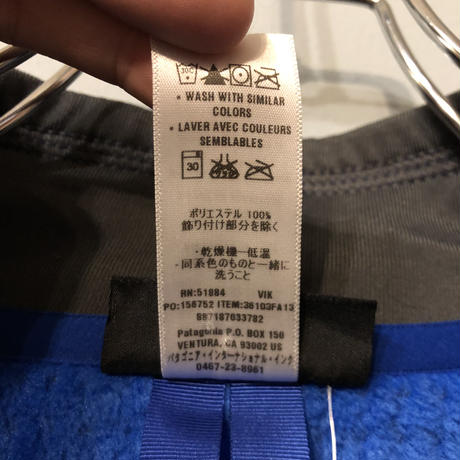 30C
• WASH WITH SIMILAR
COLORS
• LAVER AVEC COULEURS
SEMBLABLES
30
ポリエステル 100%
飾り付け部分を除く
・乾燥機―低温
・同系色のものと一緒に
洗うこと
RN:51884 VIK
PO:156752 ITEM:36103FA13
887187033782
Patagonia P.O. BOX 150
VENTURA, CA 93002 US
パタゴニア・インターナショナル・インク
0467-23-8961